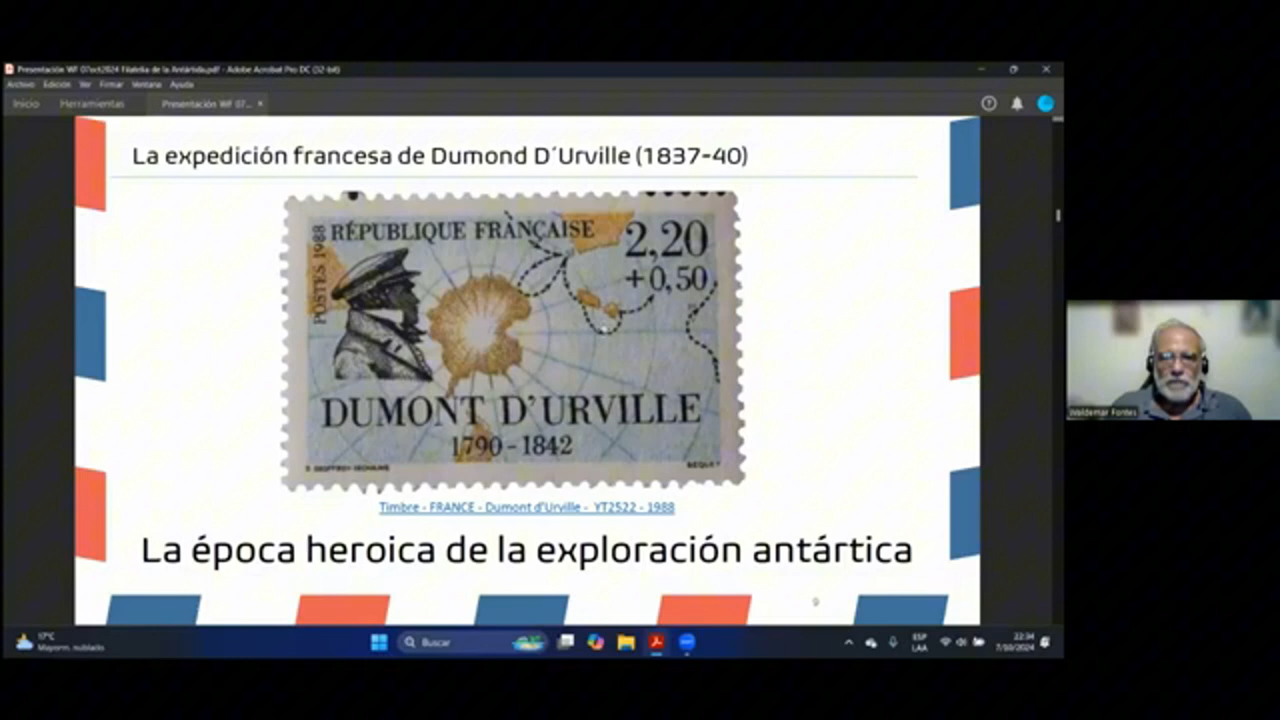 Presentación WF 07oct2024 Filatelia de la Antártida.pdf - Adobe Acrobat Pro DC (32-bit)
Archivo Edición Ver Firmar Ventana Ayuda
Inicio Herramientas Presentación WF 07... ×
La expedición francesa de Dumond D´Urville (1837-40)
POSTES 1988
RÉPUBLIQUE FRANÇAISE
2,20
+0,50
DUMONT D'URVILLE
1790-1842
BEQUET
Timbre - FRANCE - Dumont d'Urville - YT2522 - 1988
La época heroica de la exploración antártica
9
Waldemar Fontes
17°C
Mayorm. nublado
Buscar
ESP
LAA
22:34
7/10/2024